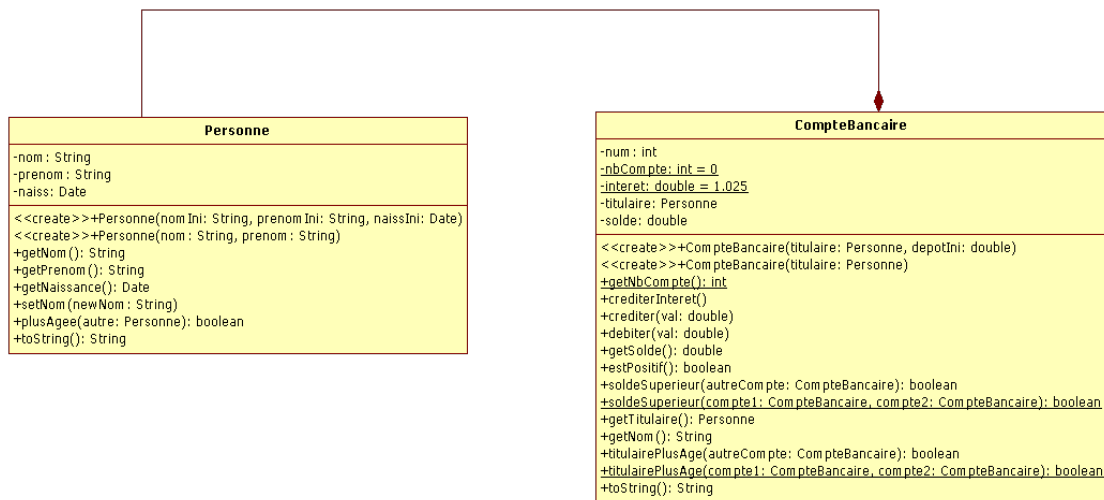 Personne
-nom: String
-prenom: String
-naiss: Date
<<create>>+Personne(nomIni: String, prenomIni: String, naissIni: Date)
<<create>>+Personne(nom: String, prenom: String)
+getNom(): String
+getPrenom(): String
+getNaissance(): Date
+setNom(newNom: String)
+plusAgee(autre: Personne): boolean
+toString(): String
CompteBancaire
-num: int
-nbCompte: int = 0
-interet: double = 1.025
-titulaire: Personne
-solde: double
<<create>>+CompteBancaire(titulaire: Personne, depotIni: double)
<<create>>+CompteBancaire(titulaire: Personne)
+getNbCompte(): int
+crediterInteret()
+crediter(val: double)
+debiter(val: double)
+getSolde(): double
+estPositif(): boolean
+soldeSuperieur(autreCompte: CompteBancaire): boolean
+soldeSuperieur(compte1: CompteBancaire, compte2: CompteBancaire): boolean
+getTitulaire(): Personne
+getNom(): String
+titulairePlusAge(autreCompte: CompteBancaire): boolean
+titulairePlusAge(compte1: CompteBancaire, compte2: CompteBancaire): boolean
+toString(): String